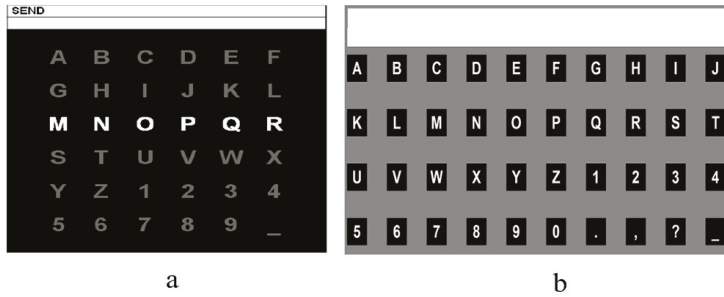 SEND
A B C D E F
G H I J K L
M N O P Q R
S T U V W X
Y Z 1 2 3 4
5 6 7 8 9 _
a
A B C D E F G H I J
K L M N O P Q R S T
U V W X Y Z 1 2 3 4
5 6 7 8 9 0 . , ? _
b